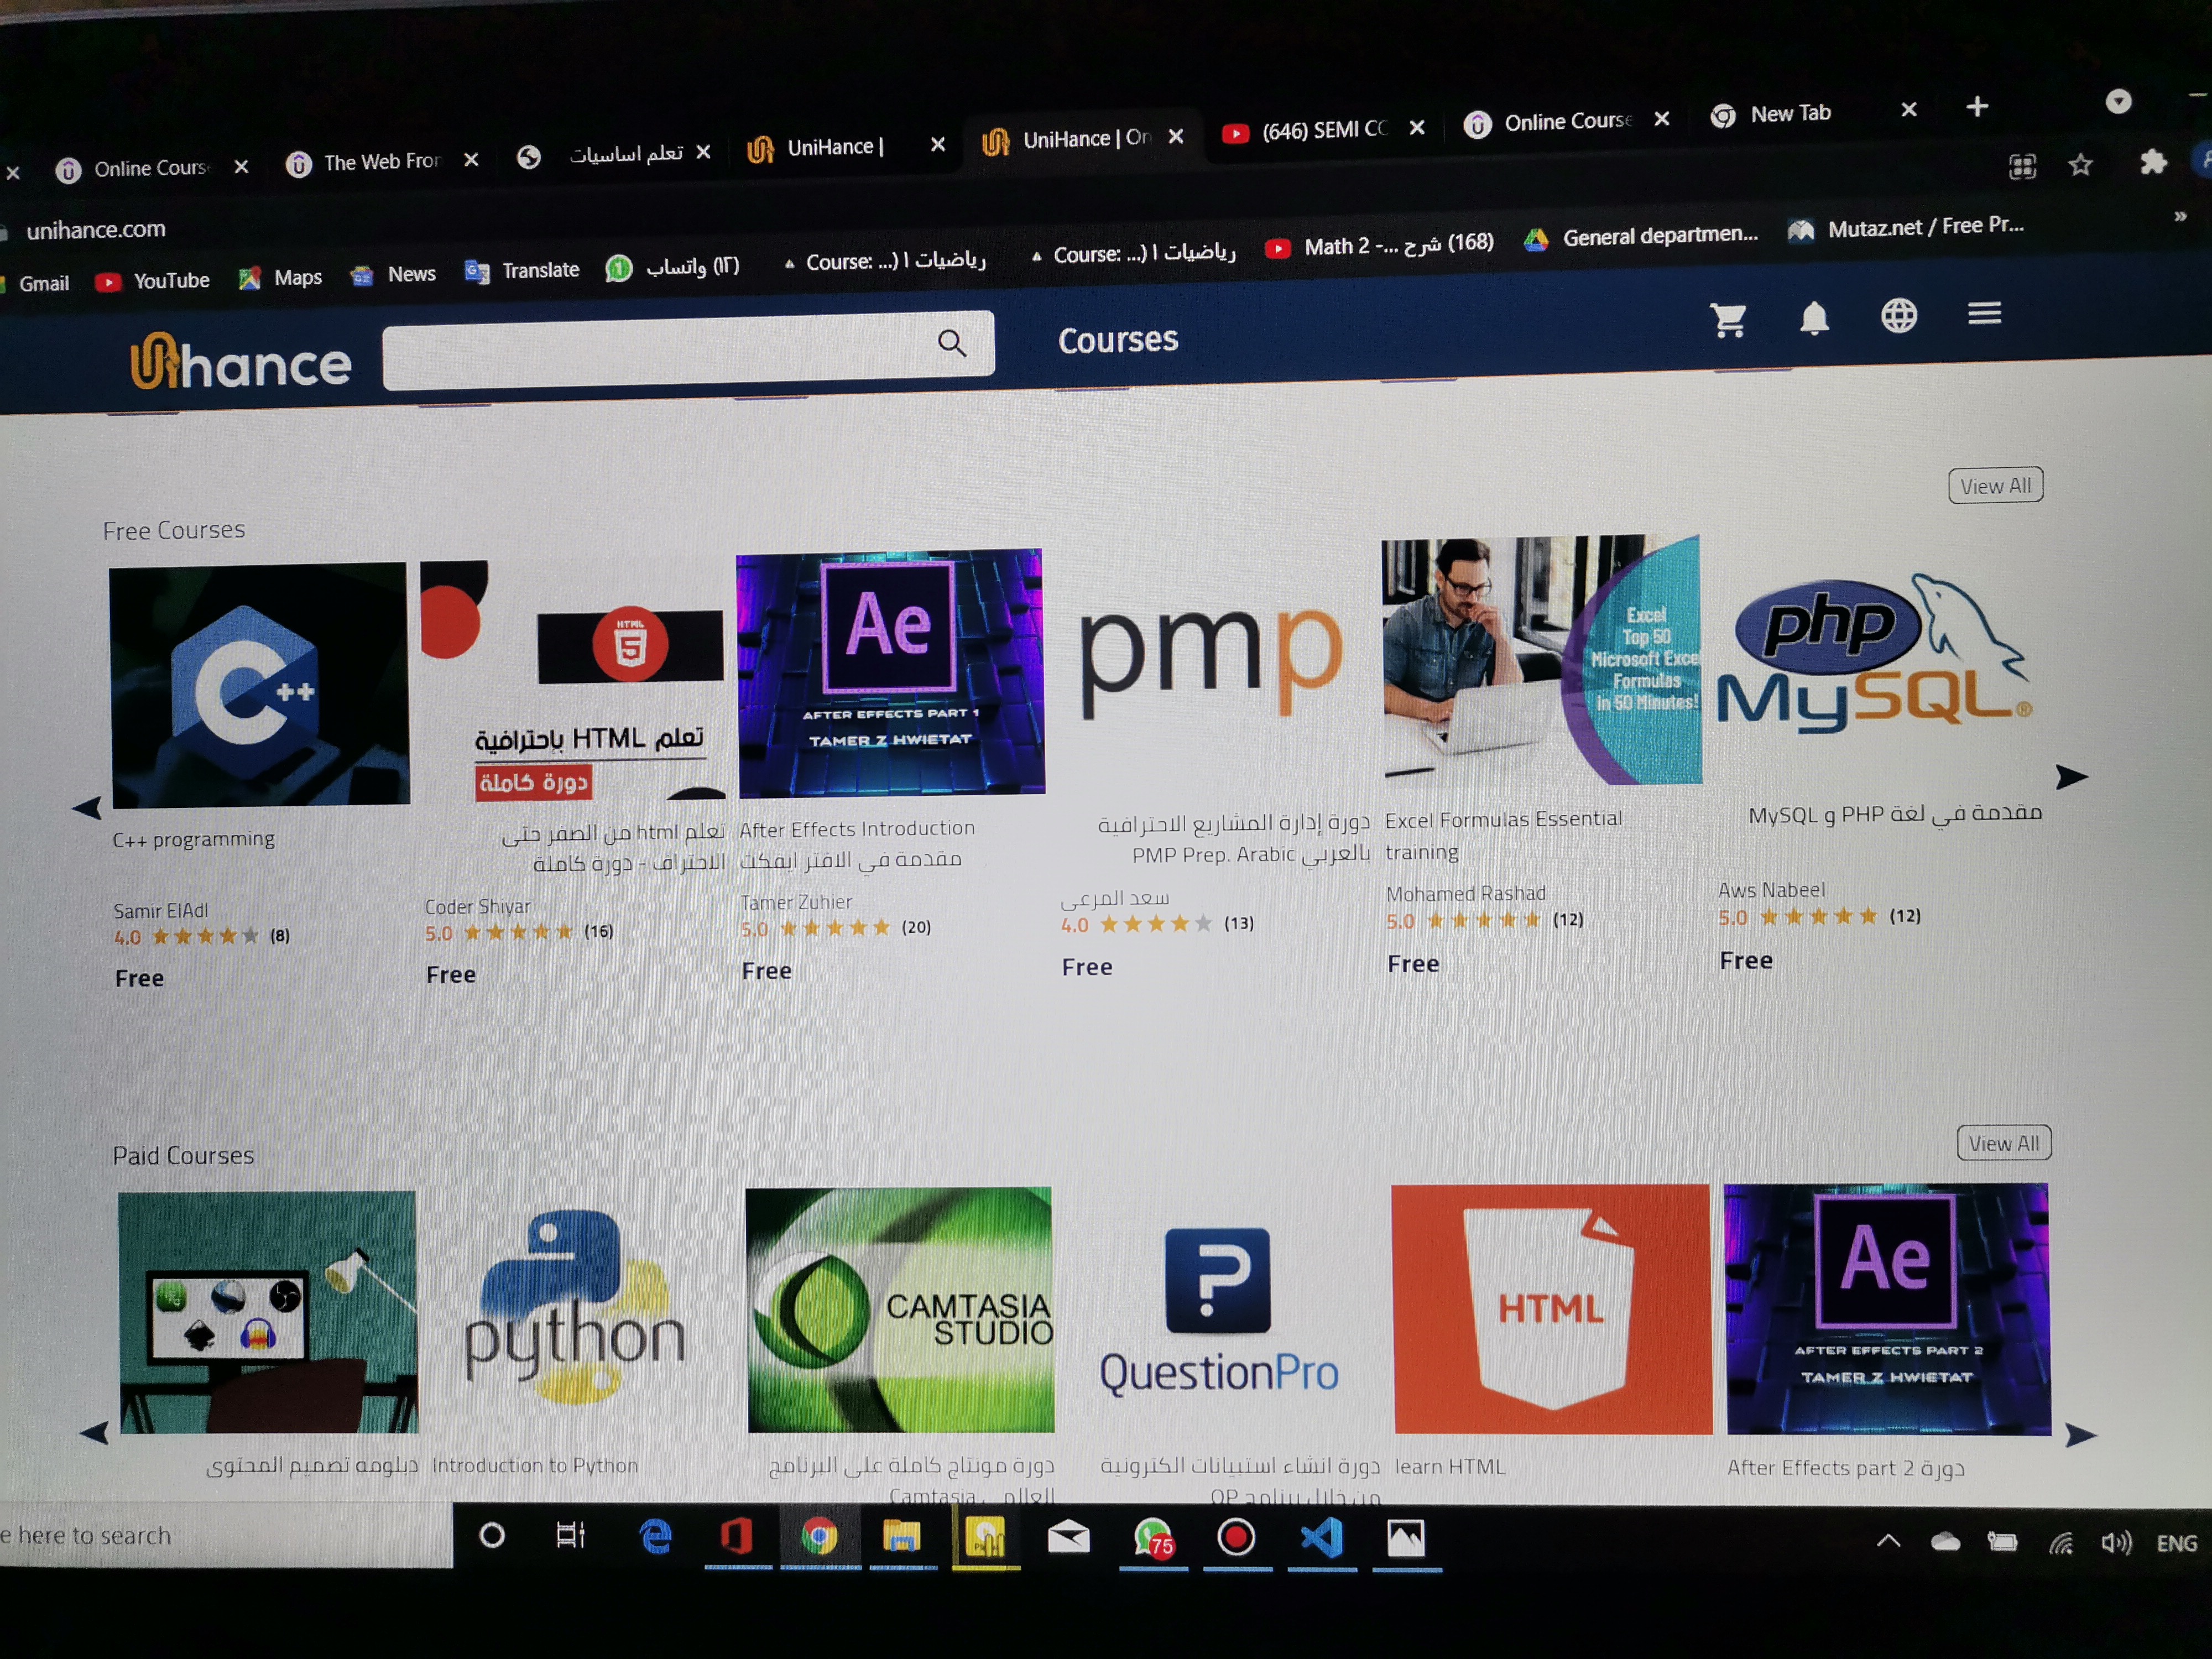 Online Cours
The Web Fron
تعلم اساسيات
UniHance |
UniHance | On
(646) SEMI CC
Online Course
New Tab
unihance.com
Gmail
YouTube
Maps
News
Translate
(١٢) واتساب
Course: ...) رياضيات ا
Course: ...) رياضيات ا
(168) شرح ...- Math 2
General departmen...
Mutaz.net / Free Pr...
»
Unihance
Courses
View All
Free Courses
C++
HTML
5
تعلم HTML بإحترافية
دورة كاملة
Ae
AFTER EFFECTS PART 1
TAMER Z HWIETAT
pmp
Excel
Top 50
Microsoft Excel
Formulas
in 50 Minutes!
php
MySQL®
C++ programming
Samir ElAdl
4.0 (8)
Free
تعلم html من الصفر حتى
الاحتراف - دورة كاملة
Coder Shiyar
5.0 (16)
Free
After Effects Introduction
مقدمة في الافتر ايفكت
Tamer Zuhier
5.0 (20)
Free
دورة إدارة المشاريع الاحترافية
بالعربي PMP Prep. Arabic
سعد المرعي
4.0 (13)
Free
Excel Formulas Essential
training
Mohamed Rashad
5.0 (12)
Free
مقدمة في لغة PHP و MySQL
Aws Nabeel
5.0 (12)
Free
Paid Courses
View All
python
CAMTASIA
STUDIO
QuestionPro
HTML
Ae
AFTER EFFECTS PART 2
TAMER Z HWIETAT
دبلومه تصميم المحتوى
Introduction to Python
دورة مونتاج كاملة على البرنامج
العالمي Camtasia
دورة انشاء استبيانات الكترونية
من خلال برنامج QP
learn HTML
دورة After Effects part 2
e here to search
75
ENG